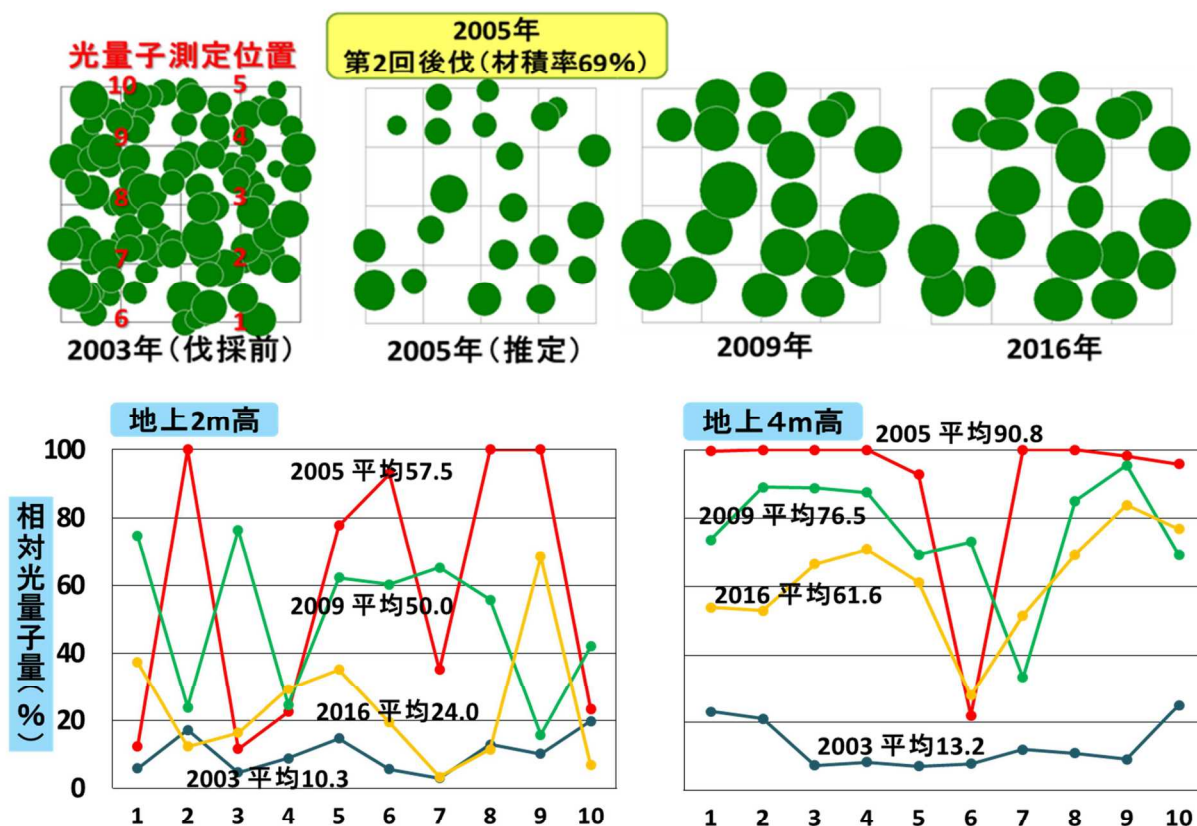 光量子測定位置
10
5
9
4
8
3
7
2
6
1
2003年(伐採前)
2005年
第2回後伐(材積率69%)
2005年(推定)
2009年
2016年
地上2m高
相対光量子量(%)
100
80
60
40
20
0
2005 平均57.5
2009 平均50.0
2016 平均24.0
2003 平均10.3
1 2 3 4 5 6 7 8 9 10
地上4m高
2005 平均90.8
2009 平均76.5
2016 平均61.6
2003 平均13.2
1 2 3 4 5 6 7 8 9 10